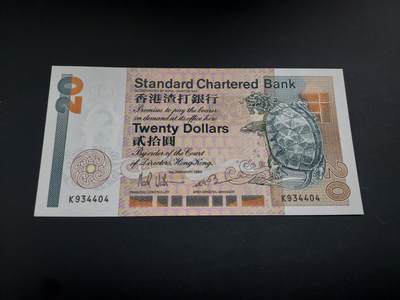 20
Standard Chartered Bank
香港渣打銀行
Promises to pay the bearer
on demand at its office here
Twenty Dollars
貳拾圓
By order of the Court
of Directors, Hong Kong.
K934404
K934404
20